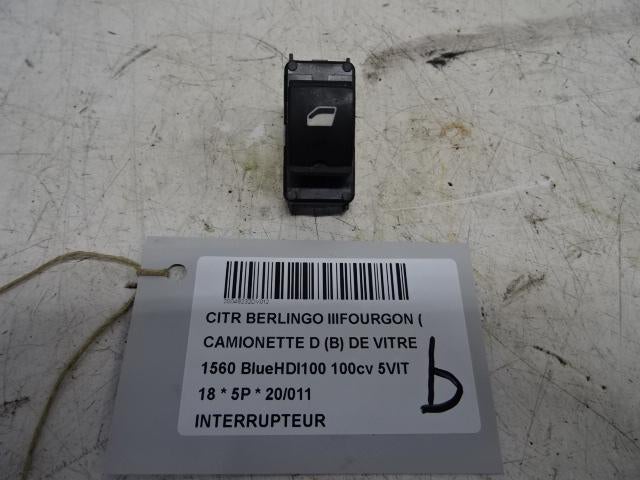 CITR BERLINGO IIIFOURGON (
CAMIONETTE D (B) DE VITRE
1560 BlueHDI100 100cv 5VIT
18 * 5P * 20/011
INTERRUPTEUR
b